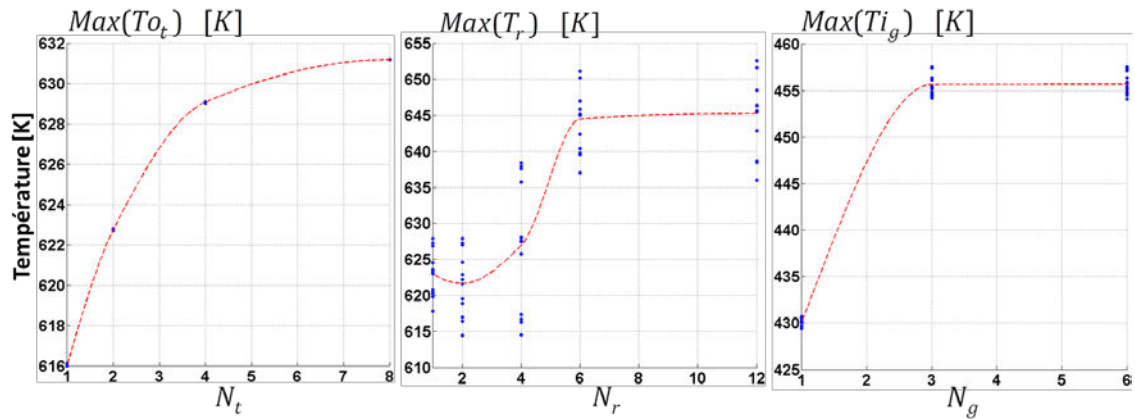 Max(To_t) [K]
Max(T_r) [K]
Max(Ti_g) [K]
Température [K]
632
630
628
626
624
622
620
618
616
1 2 3 4 5 6 7 8
N_t
655
650
645
640
635
630
625
620
615
610
2 4 6 8 10 12
N_r
460
455
450
445
440
435
430
425
1 2 3 4 5 6
N_g